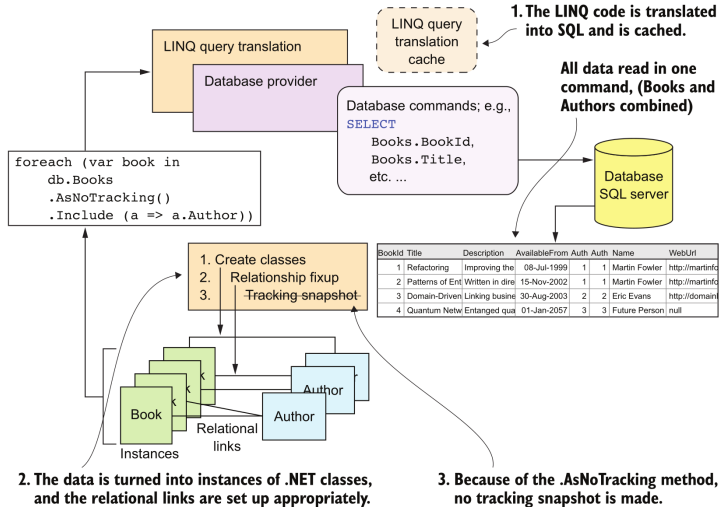 1. The LINQ code is translated
into SQL and is cached.
LINQ query
translation
cache
LINQ query translation
Database provider
Database commands; e.g.,
SELECT
Books.BookId,
Books.Title,
etc. ...
All data read in one
command, (Books and
Authors combined)
Database
SQL server
foreach (var book in
db.Books
.AsNoTracking()
.Include (a => a.Author))
BookId Title Description AvailableFrom Auth Auth Name WebUrl
1 Refactoring Improving the 08-Jul-1999 1 1 Martin Fowler http://martinfo
2 Patterns of Ent Written in dire 15-Nov-2002 1 1 Martin Fowler http://martinfo
3 Domain-Driven Linking busine 30-Aug-2003 2 2 Eric Evans http://domainl
4 Quantum Netw Entanged qua 01-Jan-2057 3 3 Future Person null
1. Create classes
2. Relationship fixup
3. Tracking snapshot
Book
Author
Author
Instances
Relational
links
2. The data is turned into instances of .NET classes,
and the relational links are set up appropriately.
3. Because of the .AsNoTracking method,
no tracking snapshot is made.